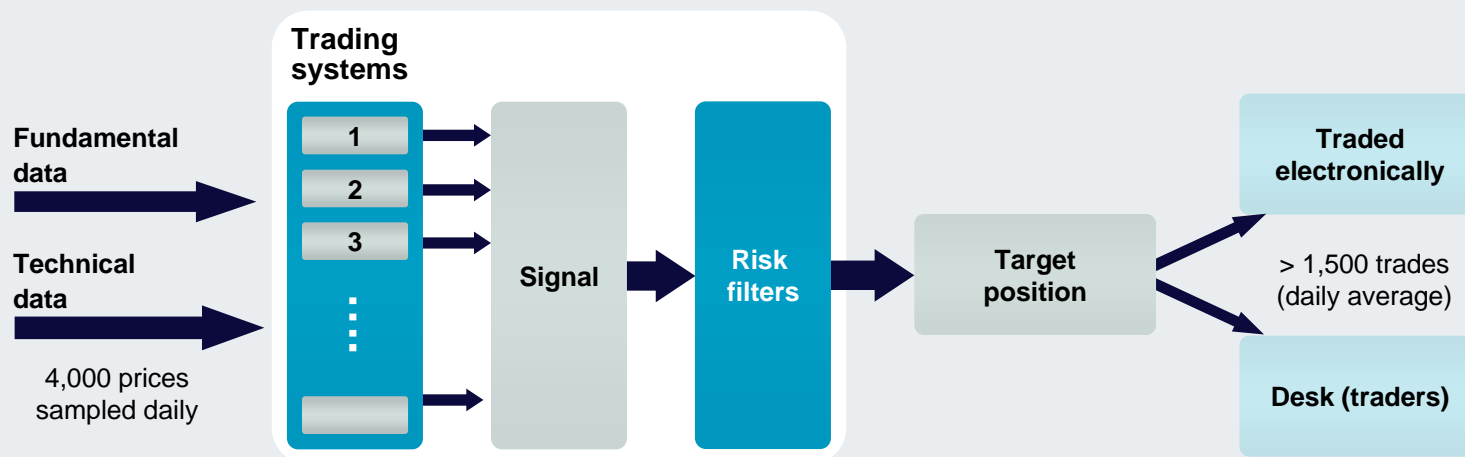 Trading
systems
Fundamental
data
Technical
data
4,000 prices
sampled daily
1
2
3
Signal
Risk
filters
Target
position
Traded
electronically
> 1,500 trades
(daily average)
Desk (traders)